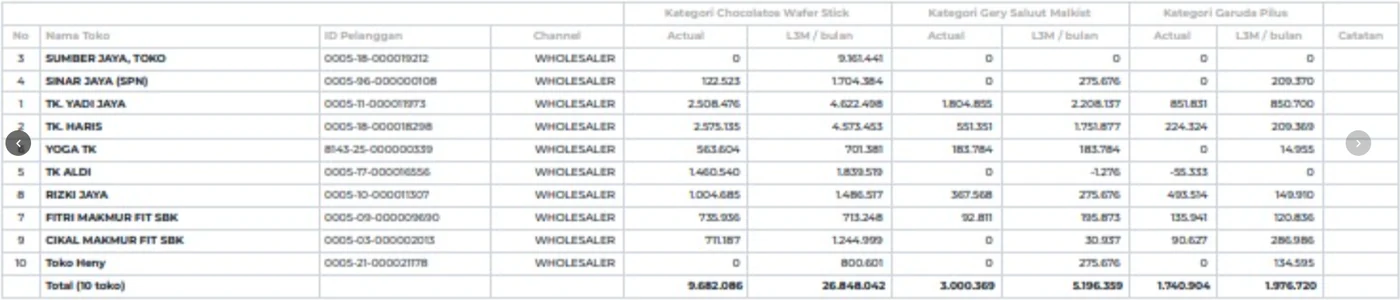 Kategori Chocolatos Wafer Stick Kategori Gery Saluut Malkist Kategori Garuda Pilus
No Nama Toko ID Pelanggan Channel Actual L3M / bulan Actual L3M / bulan Actual L3M / bulan Catatan
3 SUMBER JAYA, TOKO 0005-18-000019212 WHOLESALER 0 9.161.441 0 0 0 0
4 SINAR JAYA (SPN) 0005-96-000000108 WHOLESALER 122.523 1.704.384 0 275.676 0 209.370
1 TK. YADI JAYA 0005-11-000011973 WHOLESALER 2.508.476 4.622.498 1.804.855 2.208.137 851.831 850.700
2 TK. HARIS 0005-18-000018298 WHOLESALER 2.575.135 4.573.453 551.351 1.751.877 224.324 209.369
YOGA TK 8143-25-000000339 WHOLESALER 563.604 701.381 183.784 183.784 0 14.955
5 TK ALDI 0005-17-000016556 WHOLESALER 1.460.540 1.839.519 0 -1.276 -55.333 0
8 RIZKI JAYA 0005-10-000011307 WHOLESALER 1.004.685 1.486.517 367.568 275.676 493.514 149.910
7 FITRI MAKMUR FIT SBK 0005-09-000009690 WHOLESALER 735.936 713.248 92.811 195.873 135.941 120.836
9 CIKAL MAKMUR FIT SBK 0005-03-000002013 WHOLESALER 711.187 1.244.999 0 30.937 90.627 286.986
10 Toko Heny 0005-21-000021178 WHOLESALER 0 800.601 0 275.676 0 134.595
Total (10 toko) 9.682.086 26.848.042 3.000.369 5.196.359 1.740.904 1.976.720